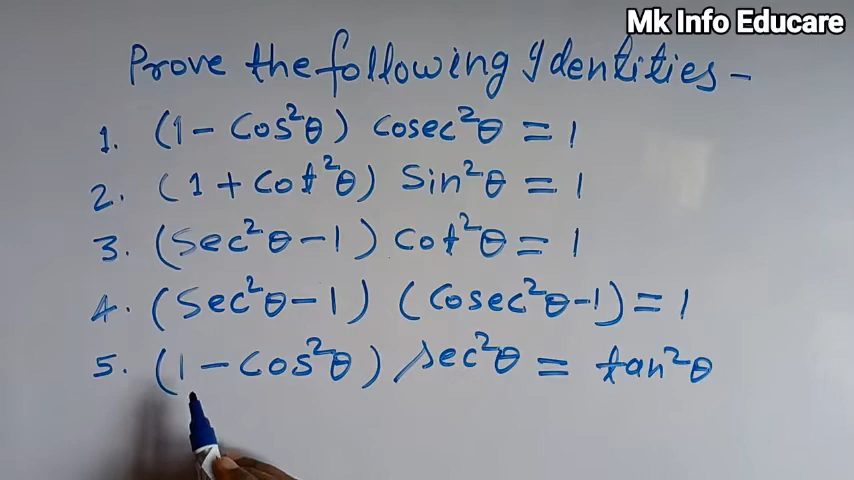 Mk Info Educare
Prove the following Identities -
1. (1 - Cos²θ) Cosec²θ = 1
2. (1 + Cot²θ) Sin²θ = 1
3. (Sec²θ - 1) Cot²θ = 1
4. (Sec²θ - 1) (Cosec²θ - 1) = 1
5. (1 - Cos²θ) Sec²θ = tan²θ